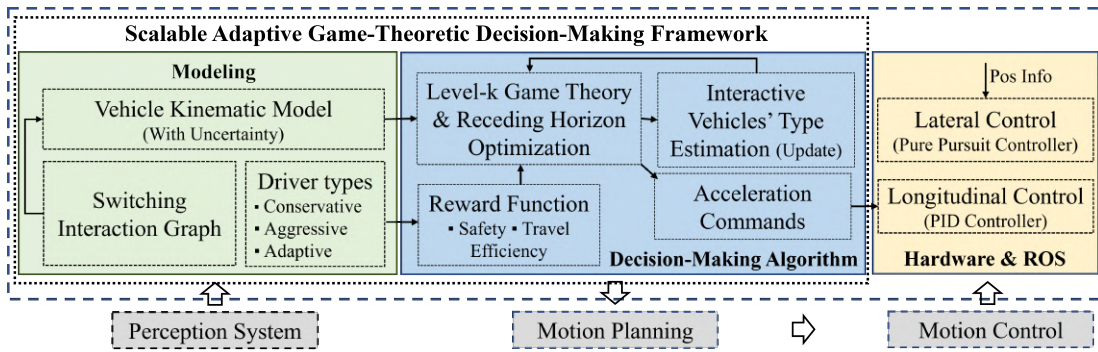 Scalable Adaptive Game-Theoretic Decision-Making Framework
Modeling
Vehicle Kinematic Model
(With Uncertainty)
Switching
Interaction Graph
Driver types
▪ Conservative
▪ Aggressive
▪ Adaptive
Level-k Game Theory
& Receding Horizon
Optimization
Interactive
Vehicles' Type
Estimation (Update)
Reward Function
▪ Safety ▪ Travel
Efficiency
Acceleration
Commands
Decision-Making Algorithm
Pos Info
Lateral Control
(Pure Pursuit Controller)
Longitudinal Control
(PID Controller)
Hardware & ROS
Perception System
Motion Planning
Motion Control